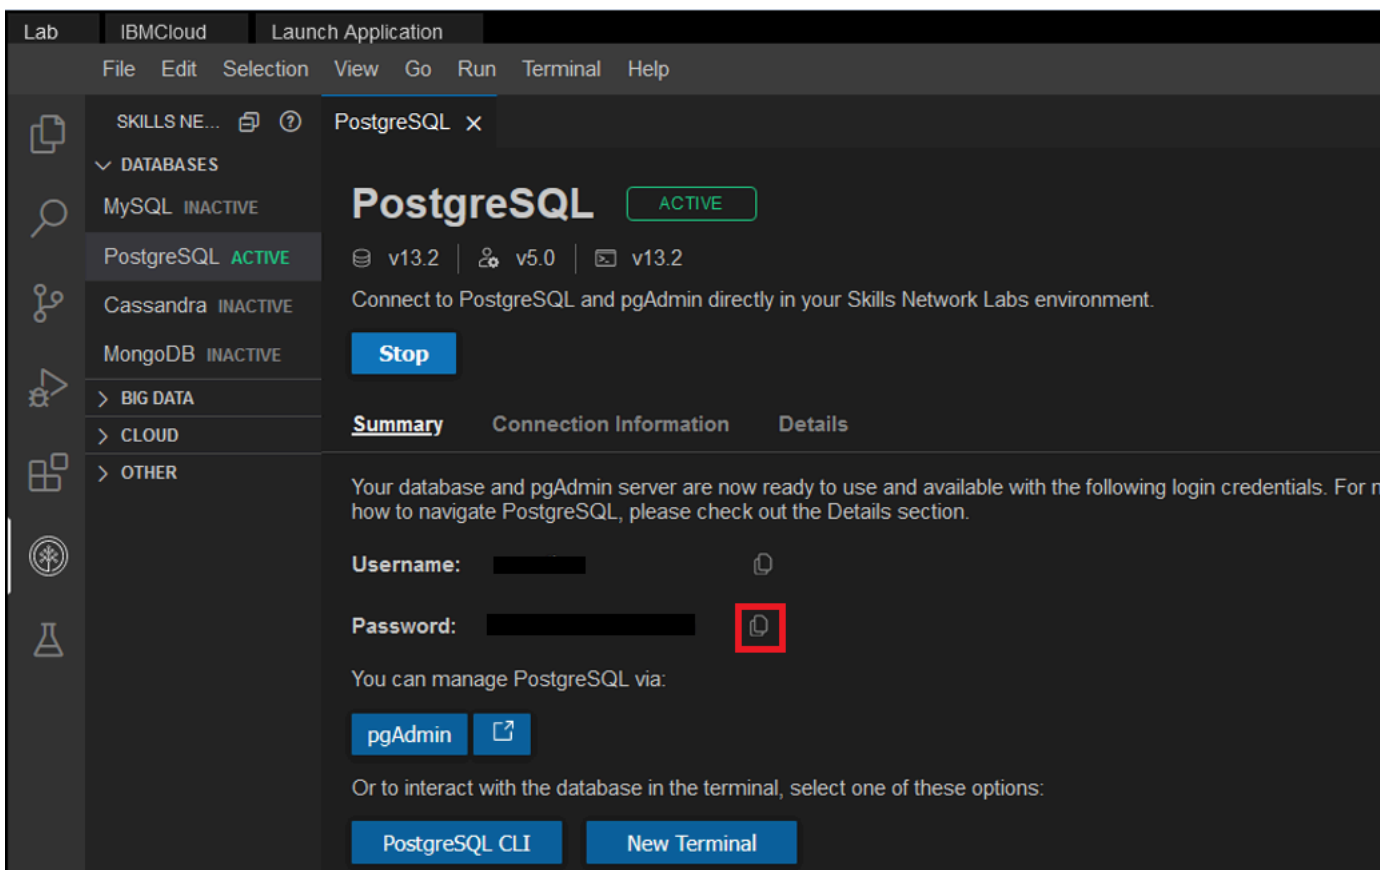 Lab IBMCloud Launch Application
File Edit Selection View Go Run Terminal Help
SKILLS NE... PostgreSQL
DATABASES
MySQL INACTIVE
PostgreSQL ACTIVE
Cassandra INACTIVE
MongoDB INACTIVE
BIG DATA
CLOUD
OTHER
PostgreSQL ACTIVE
v13.2 v5.0 v13.2
Connect to PostgreSQL and pgAdmin directly in your Skills Network Labs environment.
Stop
Summary Connection Information Details
Your database and pgAdmin server are now ready to use and available with the following login credentials. For
how to navigate PostgreSQL, please check out the Details section.
Username:
Password:
You can manage PostgreSQL via:
pgAdmin
Or to interact with the database in the terminal, select one of these options:
PostgreSQL CLI New Terminal